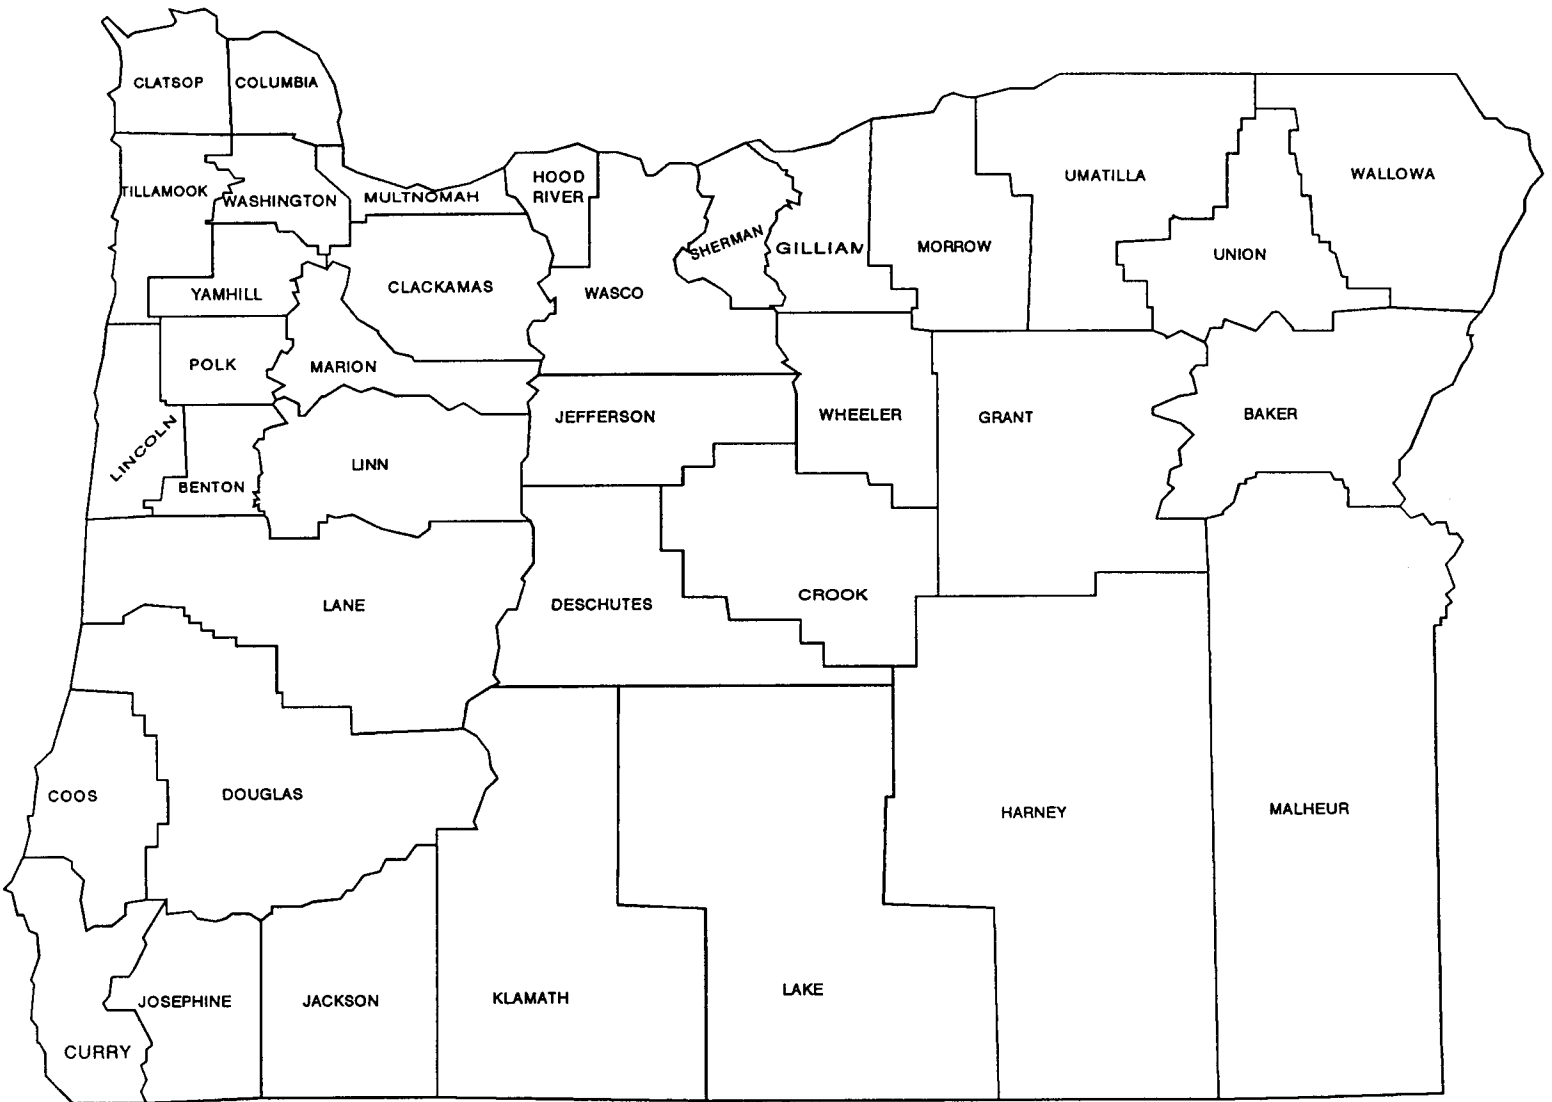 CLATSOP
COLUMBIA
TILLAMOOK
WASHINGTON
MULTNOMAH
HOOD
RIVER
SHERMAN
GILLIAM
MORROW
UMATILLA
UNION
WALLOWA
YAMHILL
CLACKAMAS
WASCO
POLK
MARION
JEFFERSON
WHEELER
GRANT
BAKER
LINCOLN
BENTON
LINN
LANE
DESCHUTES
CROOK
COOS
DOUGLAS
HARNEY
MALHEUR
CURRY
JOSEPHINE
JACKSON
KLAMATH
LAKE